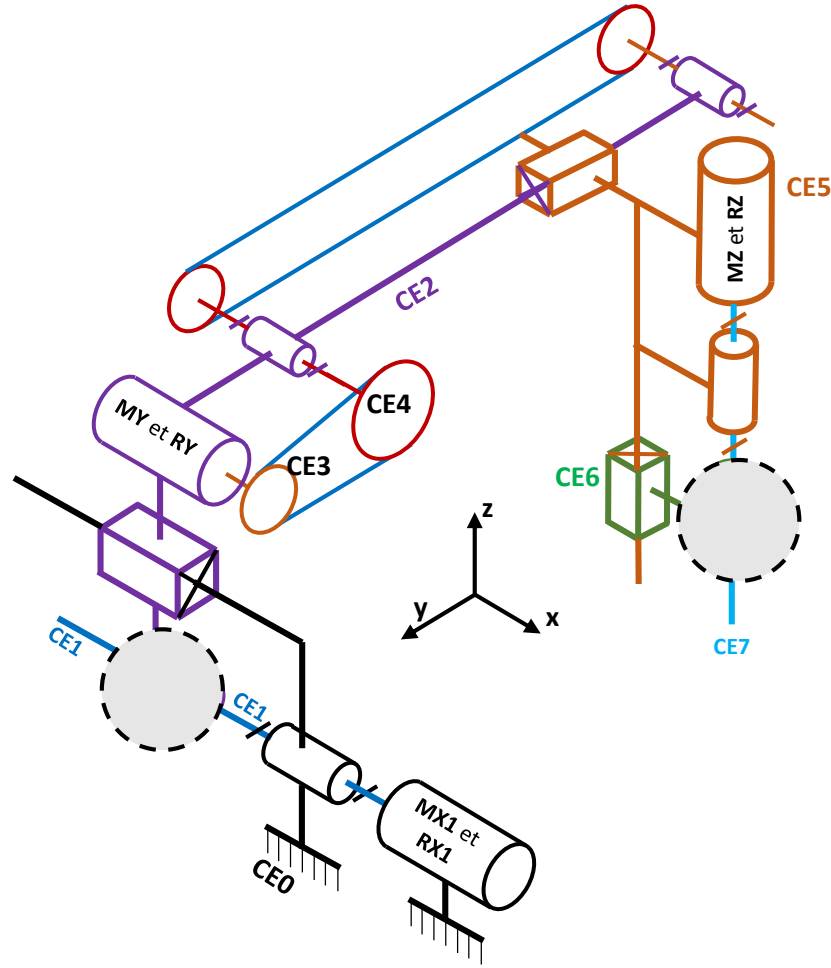 CE5
MZ et RZ
CE2
MY et RY
CE4
CE3
CE6
z
y
x
CE1
CE7
CE1
MX1 et
RX1
CE0